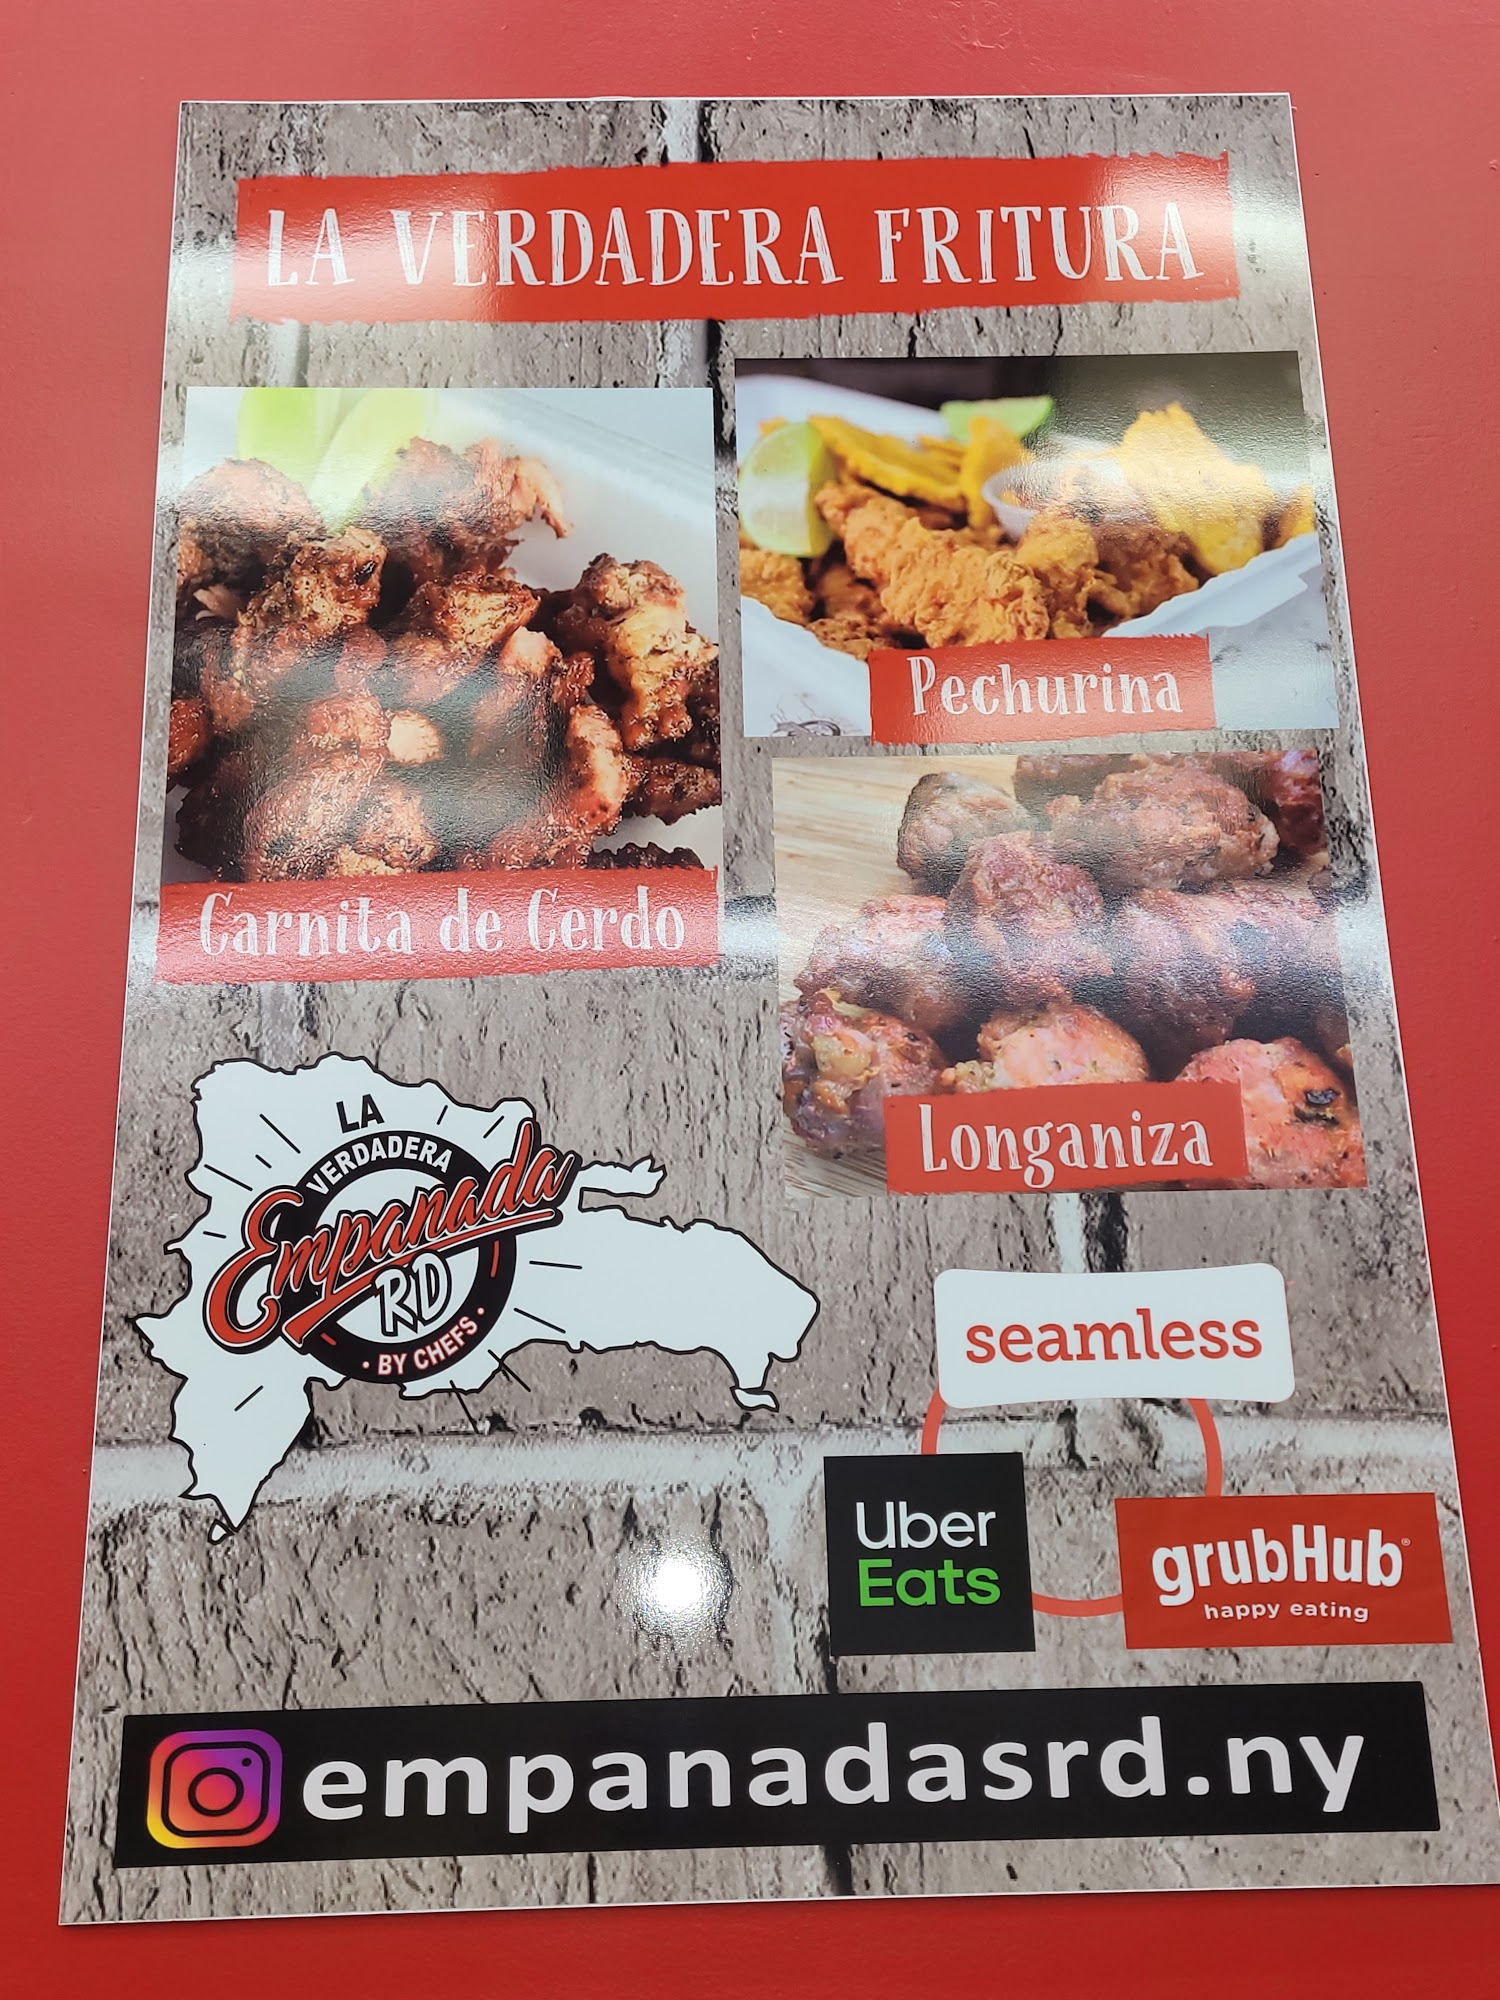 LA VERDADERA FRITURA
Pechurina
Carnita de Cerdo
Longaniza
LA
VERDADERA
Empanada
RD
• BY CHEFS •
seamless
Uber
Eats
grubHub®
happy eating
empanadasrd.ny